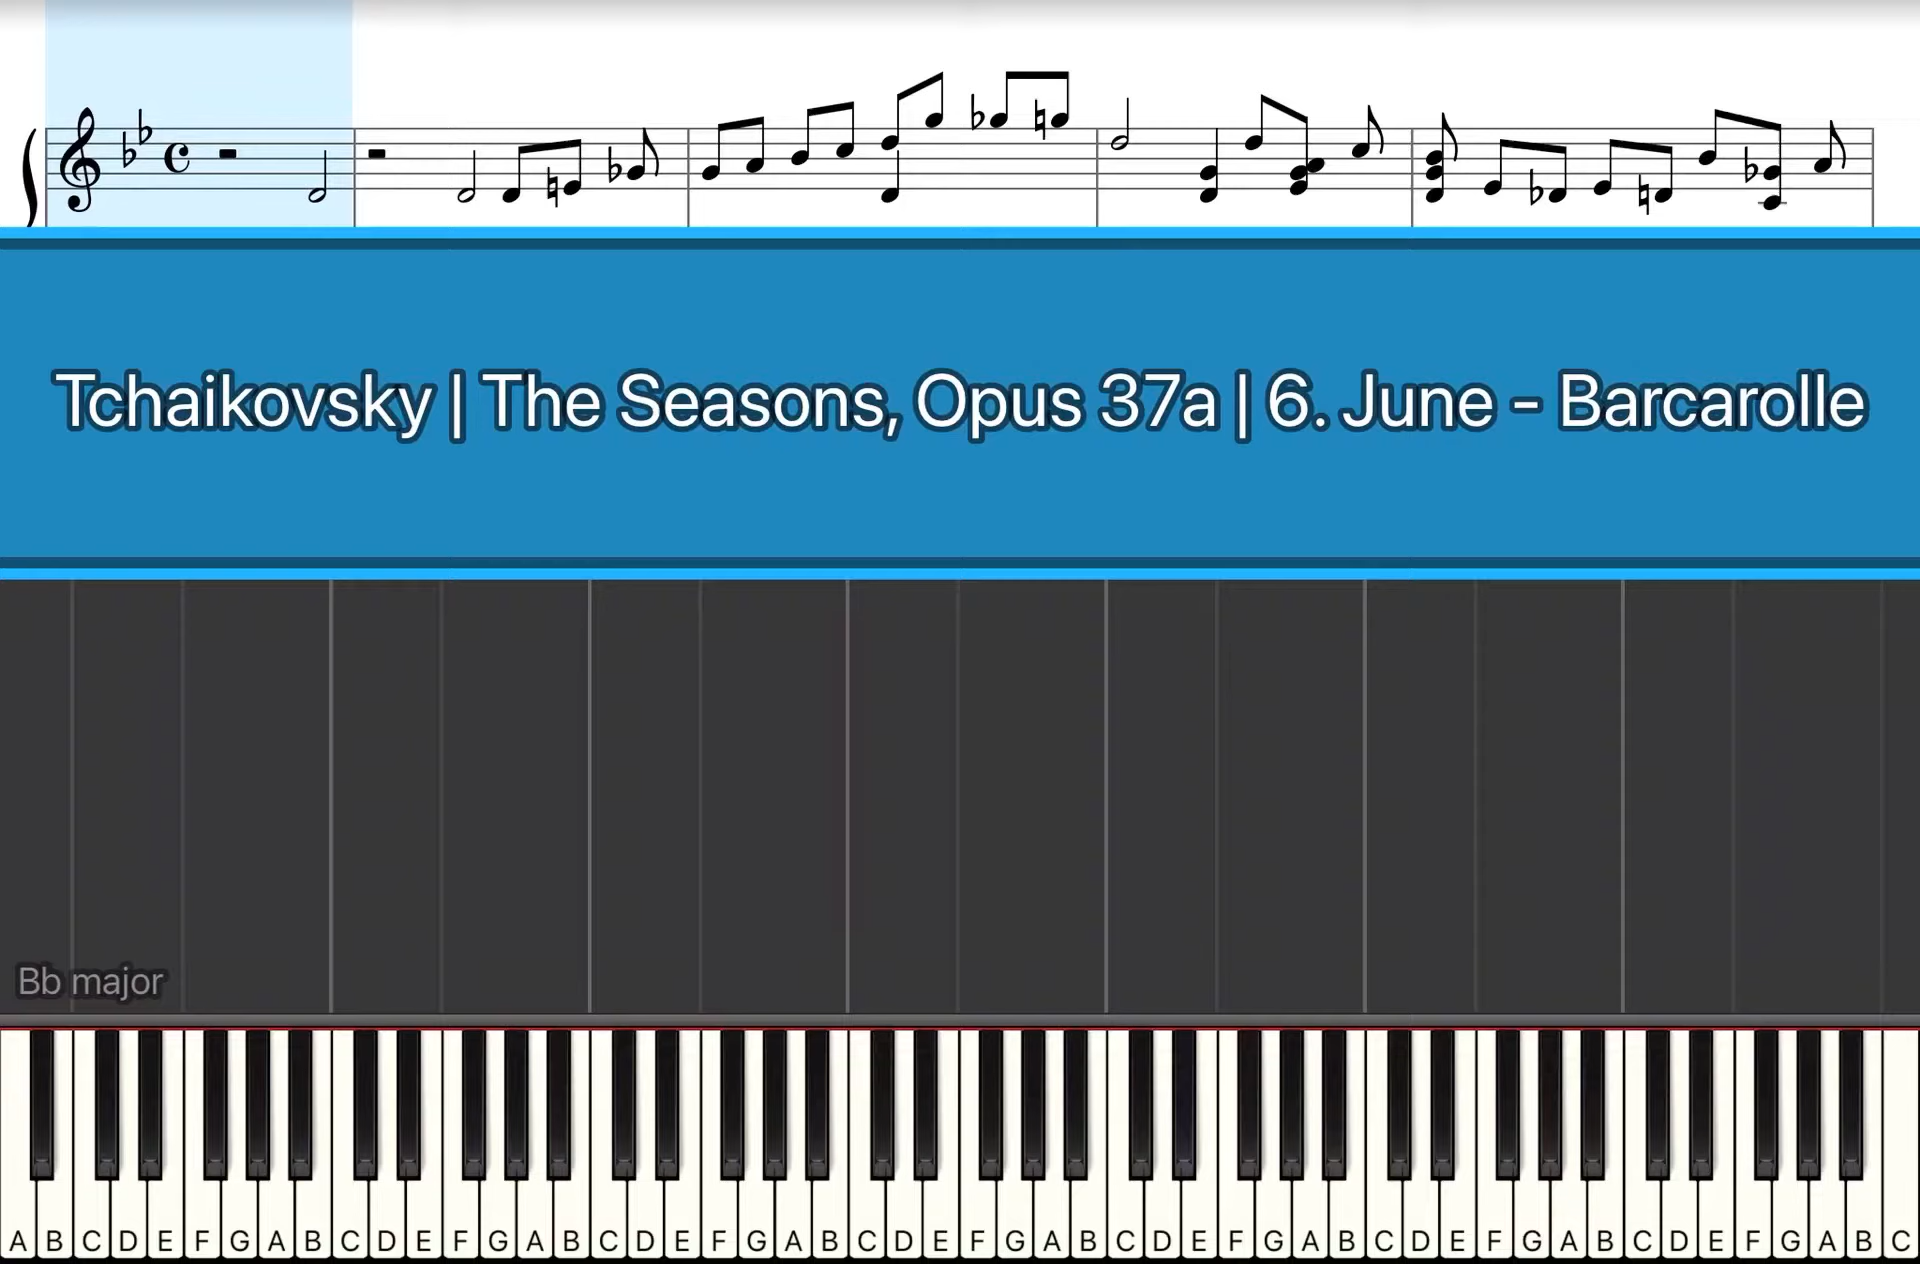 Tchaikovsky | The Seasons, Opus 37a | 6. June - Barcarolle
Bb major
A B C D E F G A B C D E F G A B C D E F G A B C D E F G A B C D E F G A B C D E F G A B C D E F G A B C